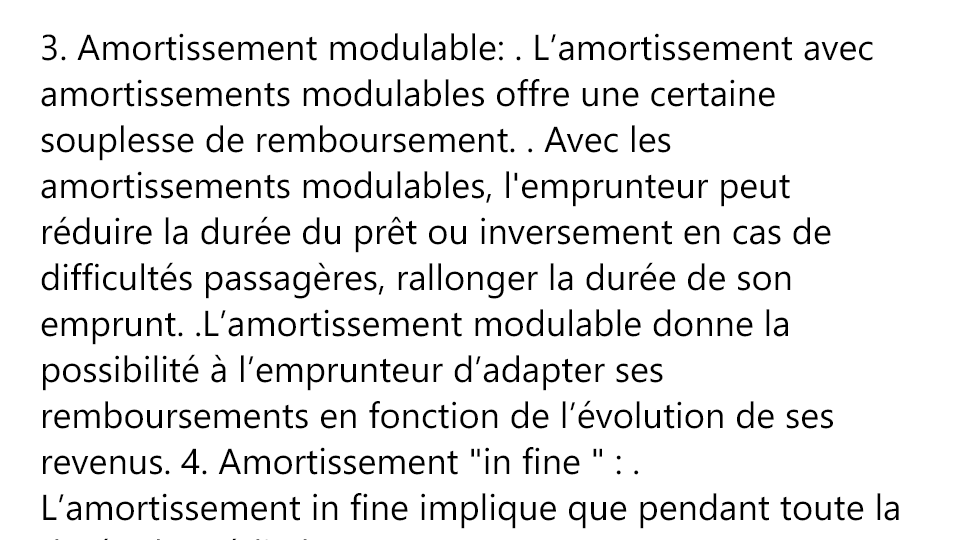 3. Amortissement modulable: . L’amortissement avec
amortissements modulables offre une certaine
souplesse de remboursement. . Avec les
amortissements modulables, l'emprunteur peut
réduire la durée du prêt ou inversement en cas de
difficultés passagères, rallonger la durée de son
emprunt. .L’amortissement modulable donne la
possibilité à l’emprunteur d’adapter ses
remboursements en fonction de l’évolution de ses
revenus. 4. Amortissement "in fine " : .
L’amortissement in fine implique que pendant toute la